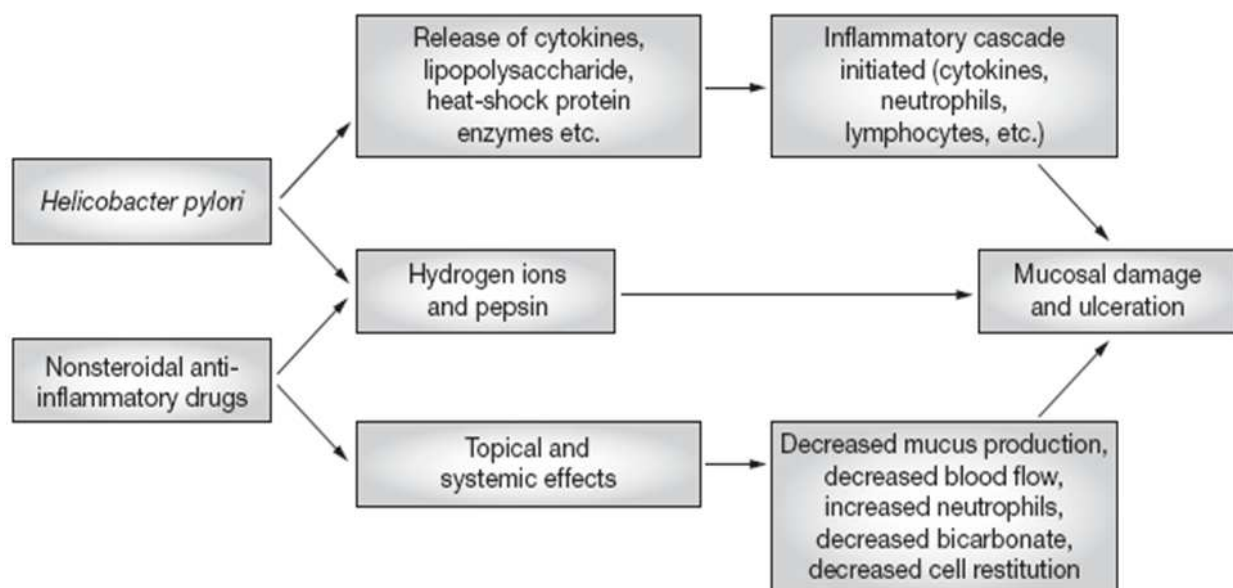 Release of cytokines,
lipopolysaccharide,
heat-shock protein
enzymes etc.
Inflammatory cascade
initiated (cytokines,
neutrophils,
lymphocytes, etc.)
Helicobacter pylori
Hydrogen ions
and pepsin
Mucosal damage
and ulceration
Nonsteroidal anti-
inflammatory drugs
Topical and
systemic effects
Decreased mucus production,
decreased blood flow,
increased neutrophils,
decreased bicarbonate,
decreased cell restitution